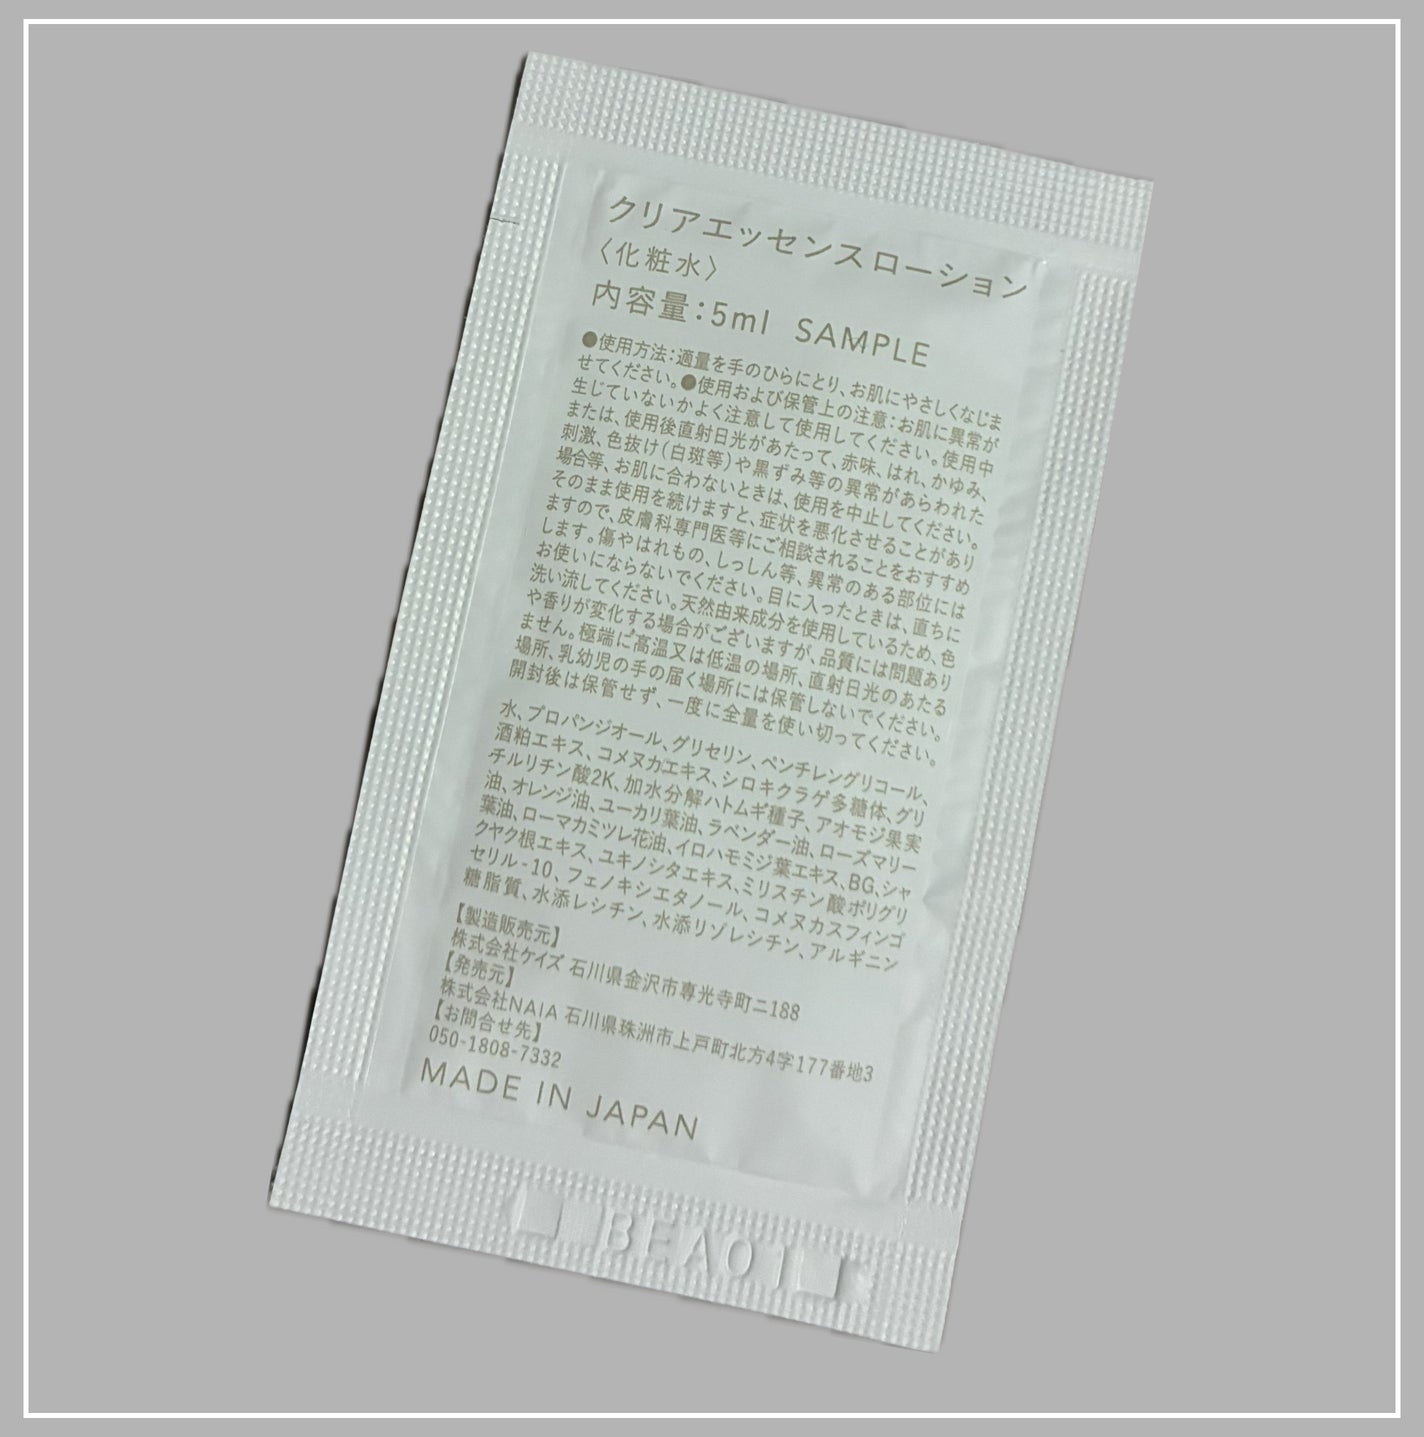 クリアエッセンスローション
〈化粧水〉
内容量:5ml SAMPLE
●使用方法:適量を手のひらにとり、お肌にやさしくなじま
せてください。●使用および保管上の注意:お肌に異常が
生じていないかよく注意して使用してください。使用中
または、使用後直射日光があたって、赤味、はれ、かゆみ、
刺激、色抜け(白斑等)や黒ずみ等の異常があらわれた
場合等、お肌に合わないときは、使用を中止してください。
そのまま使用を続けますと、症状を悪化させることがあり
ますので、皮膚科専門医等にご相談されることをおすすめ
します。傷やはれもの、しっしん等、異常のある部位には
お使いにならないでください。目に入ったときは、直ちに
洗い流してください。天然由来成分を使用しているため、色
や香りが変化する場合がございますが、品質には問題あり
ません。極端に高温又は低温の場所、直射日光のあたる
場所、乳幼児の手の届く場所には保管しないでください。
開封後は保管せず、一度に全量を使い切ってください。
水、プロパンジオール、グリセリン、ペンチレングリコール、
酒粕エキス、コメヌカエキス、シロキクラゲ多糖体、グリ
チルリチン酸2K、加水分解ハトムギ種子、アオモジ果実
油、オレンジ油、ユーカリ葉油、ラベンダー油、ローズマリー
葉油、ローマカミツレ花油、イロハモミジ葉エキス、BG、シャ
クヤク根エキス、ユキノシタエキス、ミリスチン酸ポリグリ
セリル-10、フェノキシエタノール、コメヌカスフィンゴ
糖脂質、水添レシチン、水添リゾレシチン、アルギニン
【製造販売元】
株式会社ケイズ 石川県金沢市専光寺町ニ188
【発売元】
株式会社NAIA 石川県珠洲市上戸町北方4字177番地3
【お問合せ先】
050-1808-7332
MADE IN JAPAN
BEA01